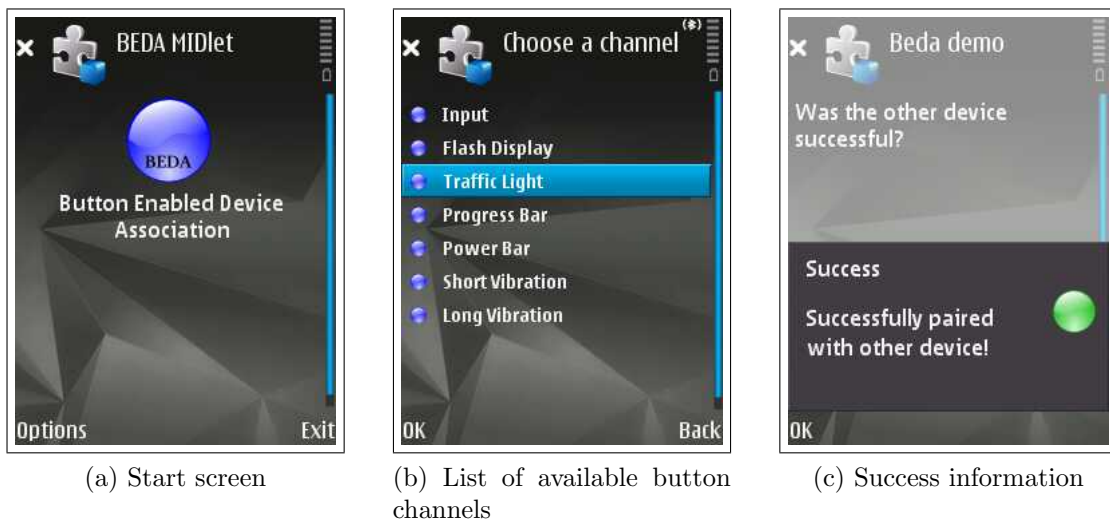 BEDA MIDlet
BEDA
Button Enabled Device
Association
Options
Exit
(a) Start screen
Choose a channel
Input
Flash Display
Traffic Light
Progress Bar
Power Bar
Short Vibration
Long Vibration
OK
Back
(b) List of available button
channels
Beda demo
Was the other device
successful?
Success
Successfully paired
with other device!
OK
(c) Success information